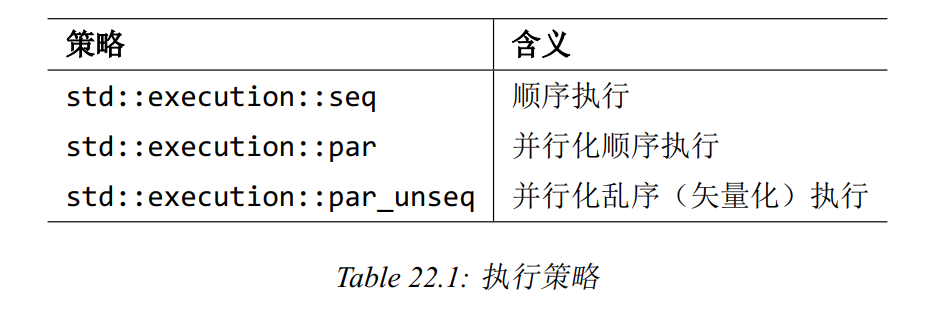 策略 含义
std::execution::seq 顺序执行
std::execution::par 并行化顺序执行
std::execution::par_unseq 并行化乱序（矢量化）执行
Table 22.1: 执行策略